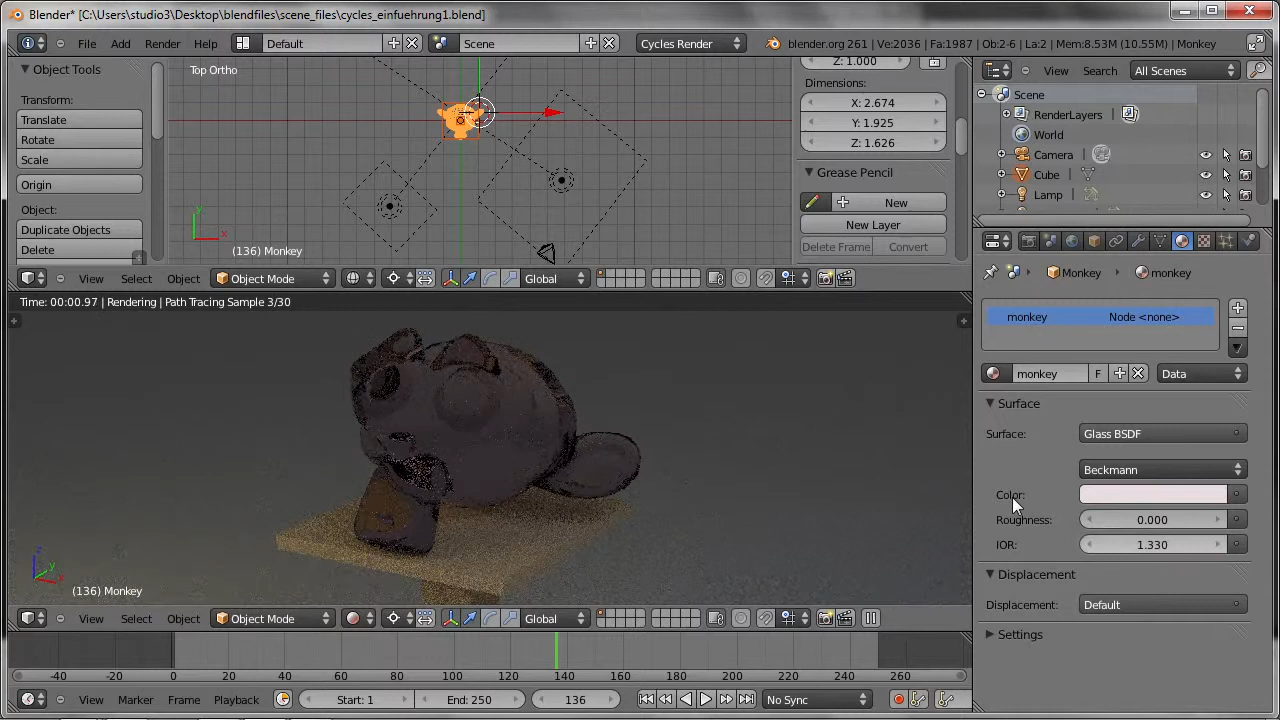 Blender* [C:\Users\studio3\Desktop\blendfiles\scene_files\cycles_einfuehrung1.blend]
File Add Render Help Default Scene Cycles Render blender.org 261 | Ve:2036 | Fa:1987 | Ob:2-6 | La:2 | Mem:8.53M (10.55M) | Monkey
Object Tools
Transform:
Translate
Rotate
Scale
Origin
Object:
Duplicate Objects
Delete
Top Ortho
(136) Monkey
Z: 1.000
Dimensions:
X: 2.674
Y: 1.925
Z: 1.626
Grease Pencil
New
New Layer
Delete Frame Convert
View Search All Scenes
Scene
RenderLayers
World
Camera
Cube
Lamp
View Select Object Object Mode Global
Time: 00:00.97 | Rendering | Path Tracing Sample 3/30
(136) Monkey
View Select Object Object Mode Global
Monkey monkey
monkey Node <none>
monkey F Data
Surface
Surface: Glass BSDF
Beckmann
Color:
Roughness: 0.000
IOR: 1.330
Displacement
Displacement: Default
Settings
-40 -20 0 20 40 60 80 100 120 140 160 180 200 220 240 260
View Marker Frame Playback Start: 1 End: 250 136 No Sync